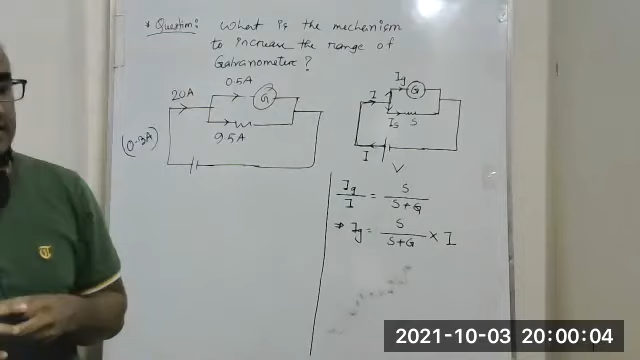 * Question: What is the mechanism
to increase the range of
Galvanometer?
20A
0.5A
G
9.5A
(0-3A)
Ig
I
G
Is
S
I
V
Ig/I = S/S+G
⇒ Ig = S/S+G × I
2021-10-03 20:00:04